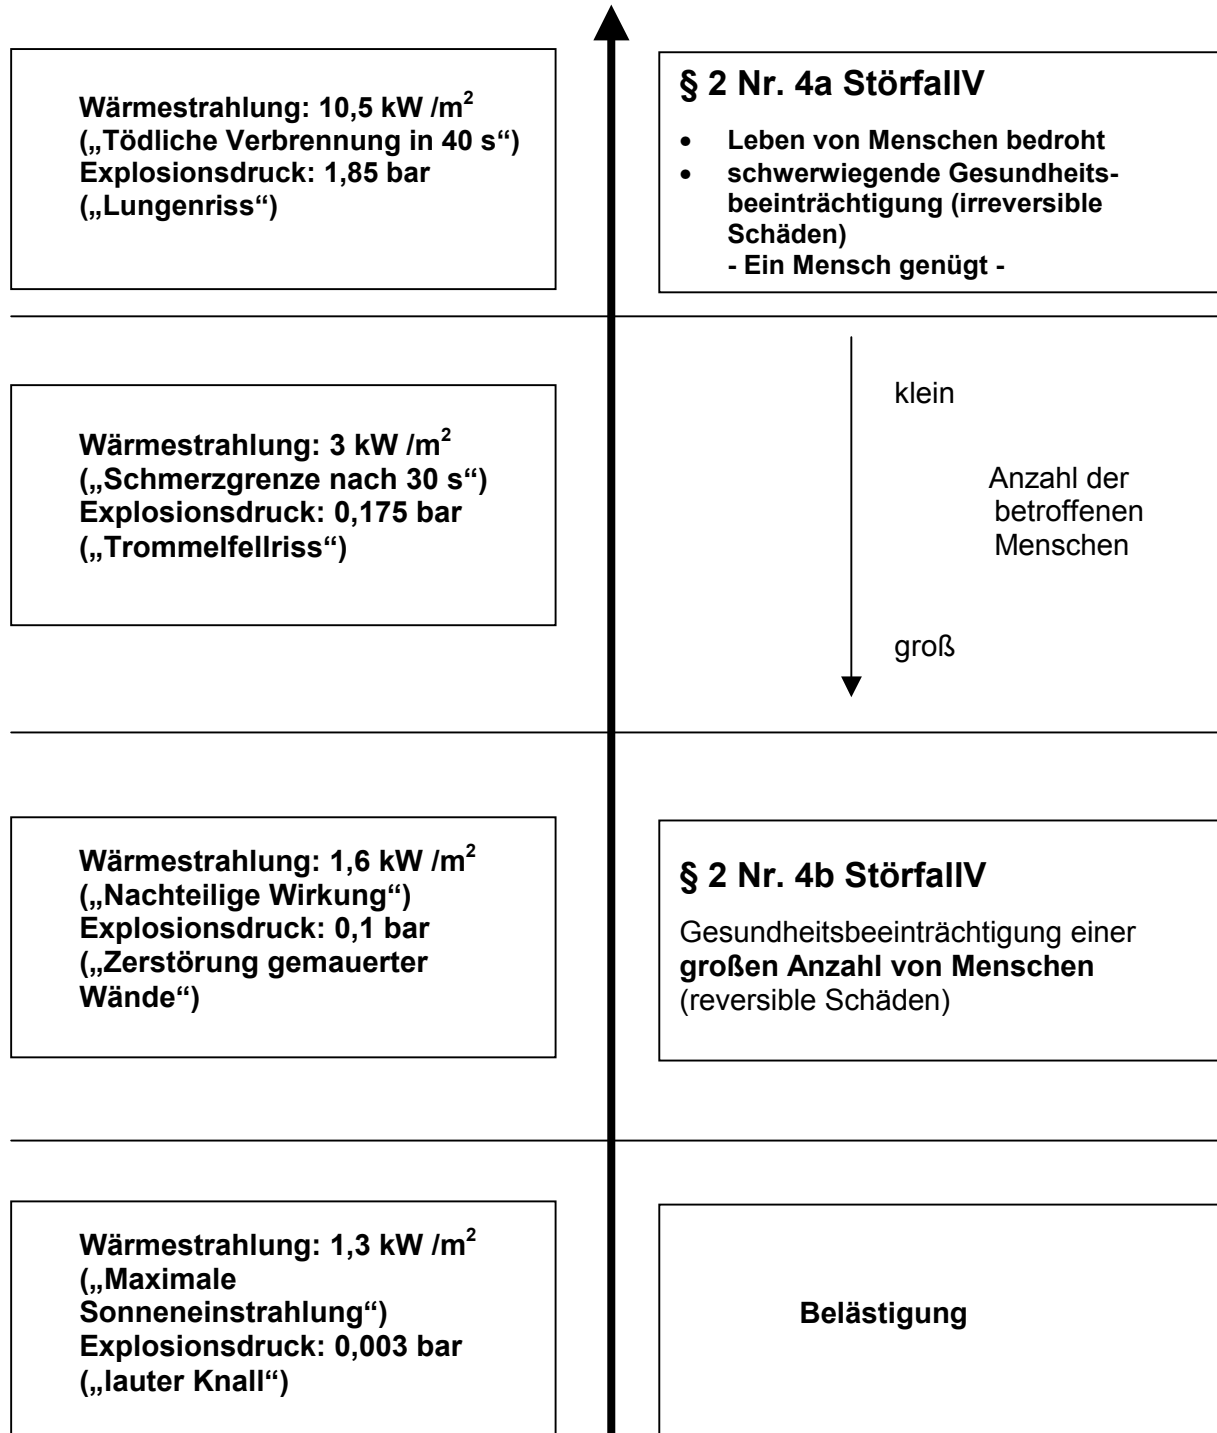 Wärmestrahlung: 10,5 kW /m²
(„Tödliche Verbrennung in 40 s“)
Explosionsdruck: 1,85 bar
(„Lungenriss“)
§ 2 Nr. 4a StörfallV
• Leben von Menschen bedroht
• schwerwiegende Gesundheits-
beeinträchtigung (irreversible
Schäden)
- Ein Mensch genügt -
Wärmestrahlung: 3 kW /m²
(„Schmerzgrenze nach 30 s“)
Explosionsdruck: 0,175 bar
(„Trommelfellriss“)
klein
Anzahl der
betroffenen
Menschen
groß
Wärmestrahlung: 1,6 kW /m²
(„Nachteilige Wirkung“)
Explosionsdruck: 0,1 bar
(„Zerstörung gemauerter
Wände“)
§ 2 Nr. 4b StörfallV
Gesundheitsbeeinträchtigung einer
großen Anzahl von Menschen
(reversible Schäden)
Wärmestrahlung: 1,3 kW /m²
(„Maximale
Sonneneinstrahlung“)
Explosionsdruck: 0,003 bar
(„lauter Knall“)
Belästigung